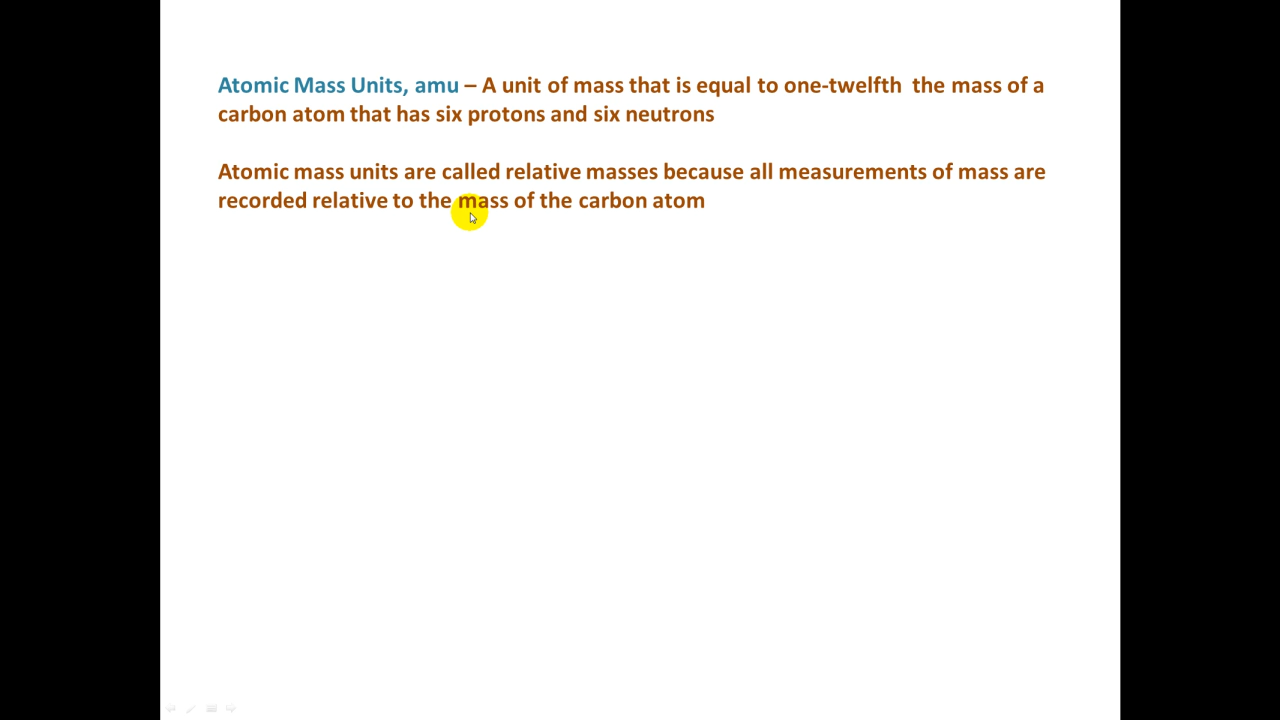 Atomic Mass Units, amu – A unit of mass that is equal to one-twelfth  the mass of a
carbon atom that has six protons and six neutrons
Atomic mass units are called relative masses because all measurements of mass are
recorded relative to the mass of the carbon atom